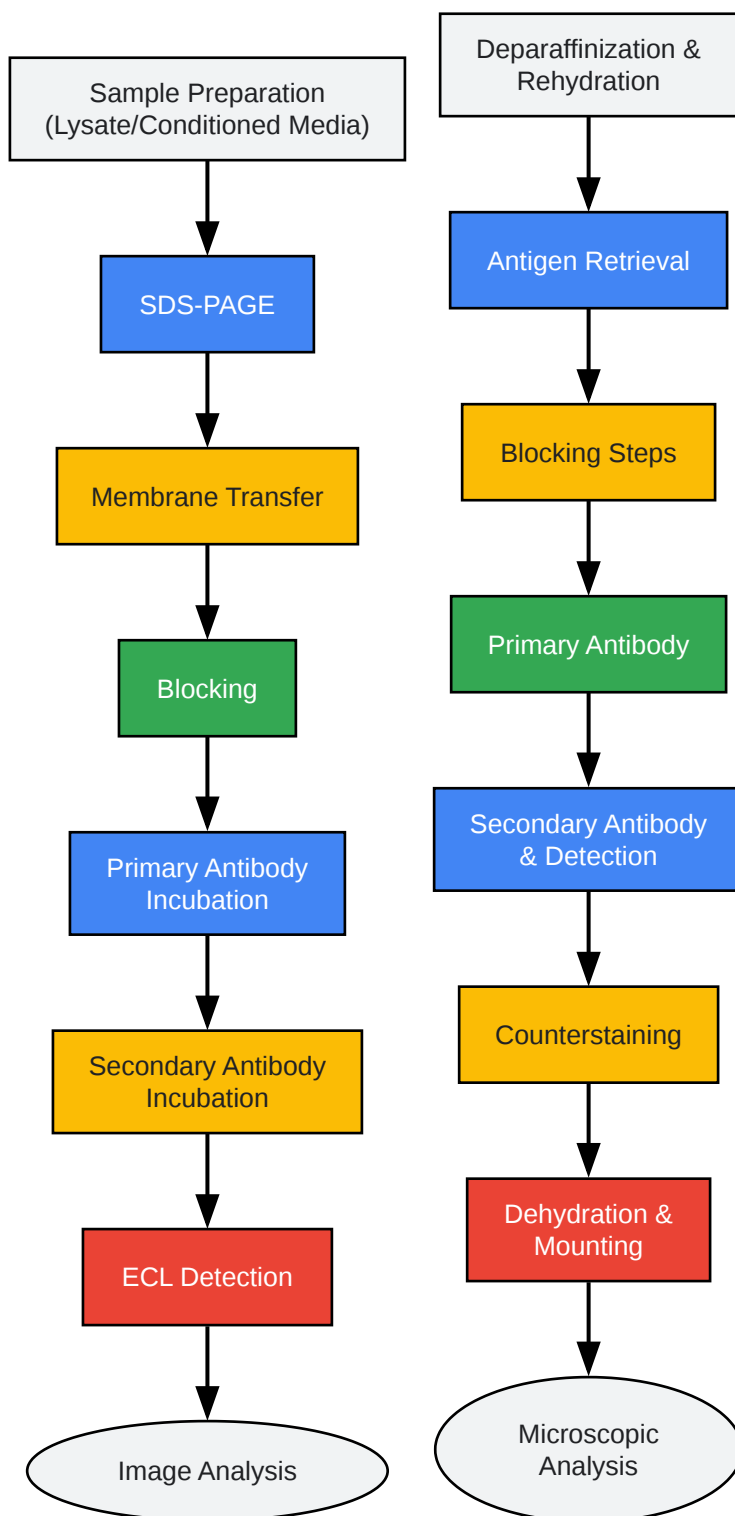 Sample Preparation
(Lysate/Conditioned Media)
SDS-PAGE
Membrane Transfer
Blocking
Primary Antibody
Incubation
Secondary Antibody
Incubation
ECL Detection
Image Analysis
Deparaffinization &
Rehydration
Antigen Retrieval
Blocking Steps
Primary Antibody
Secondary Antibody
& Detection
Counterstaining
Dehydration &
Mounting
Microscopic
Analysis